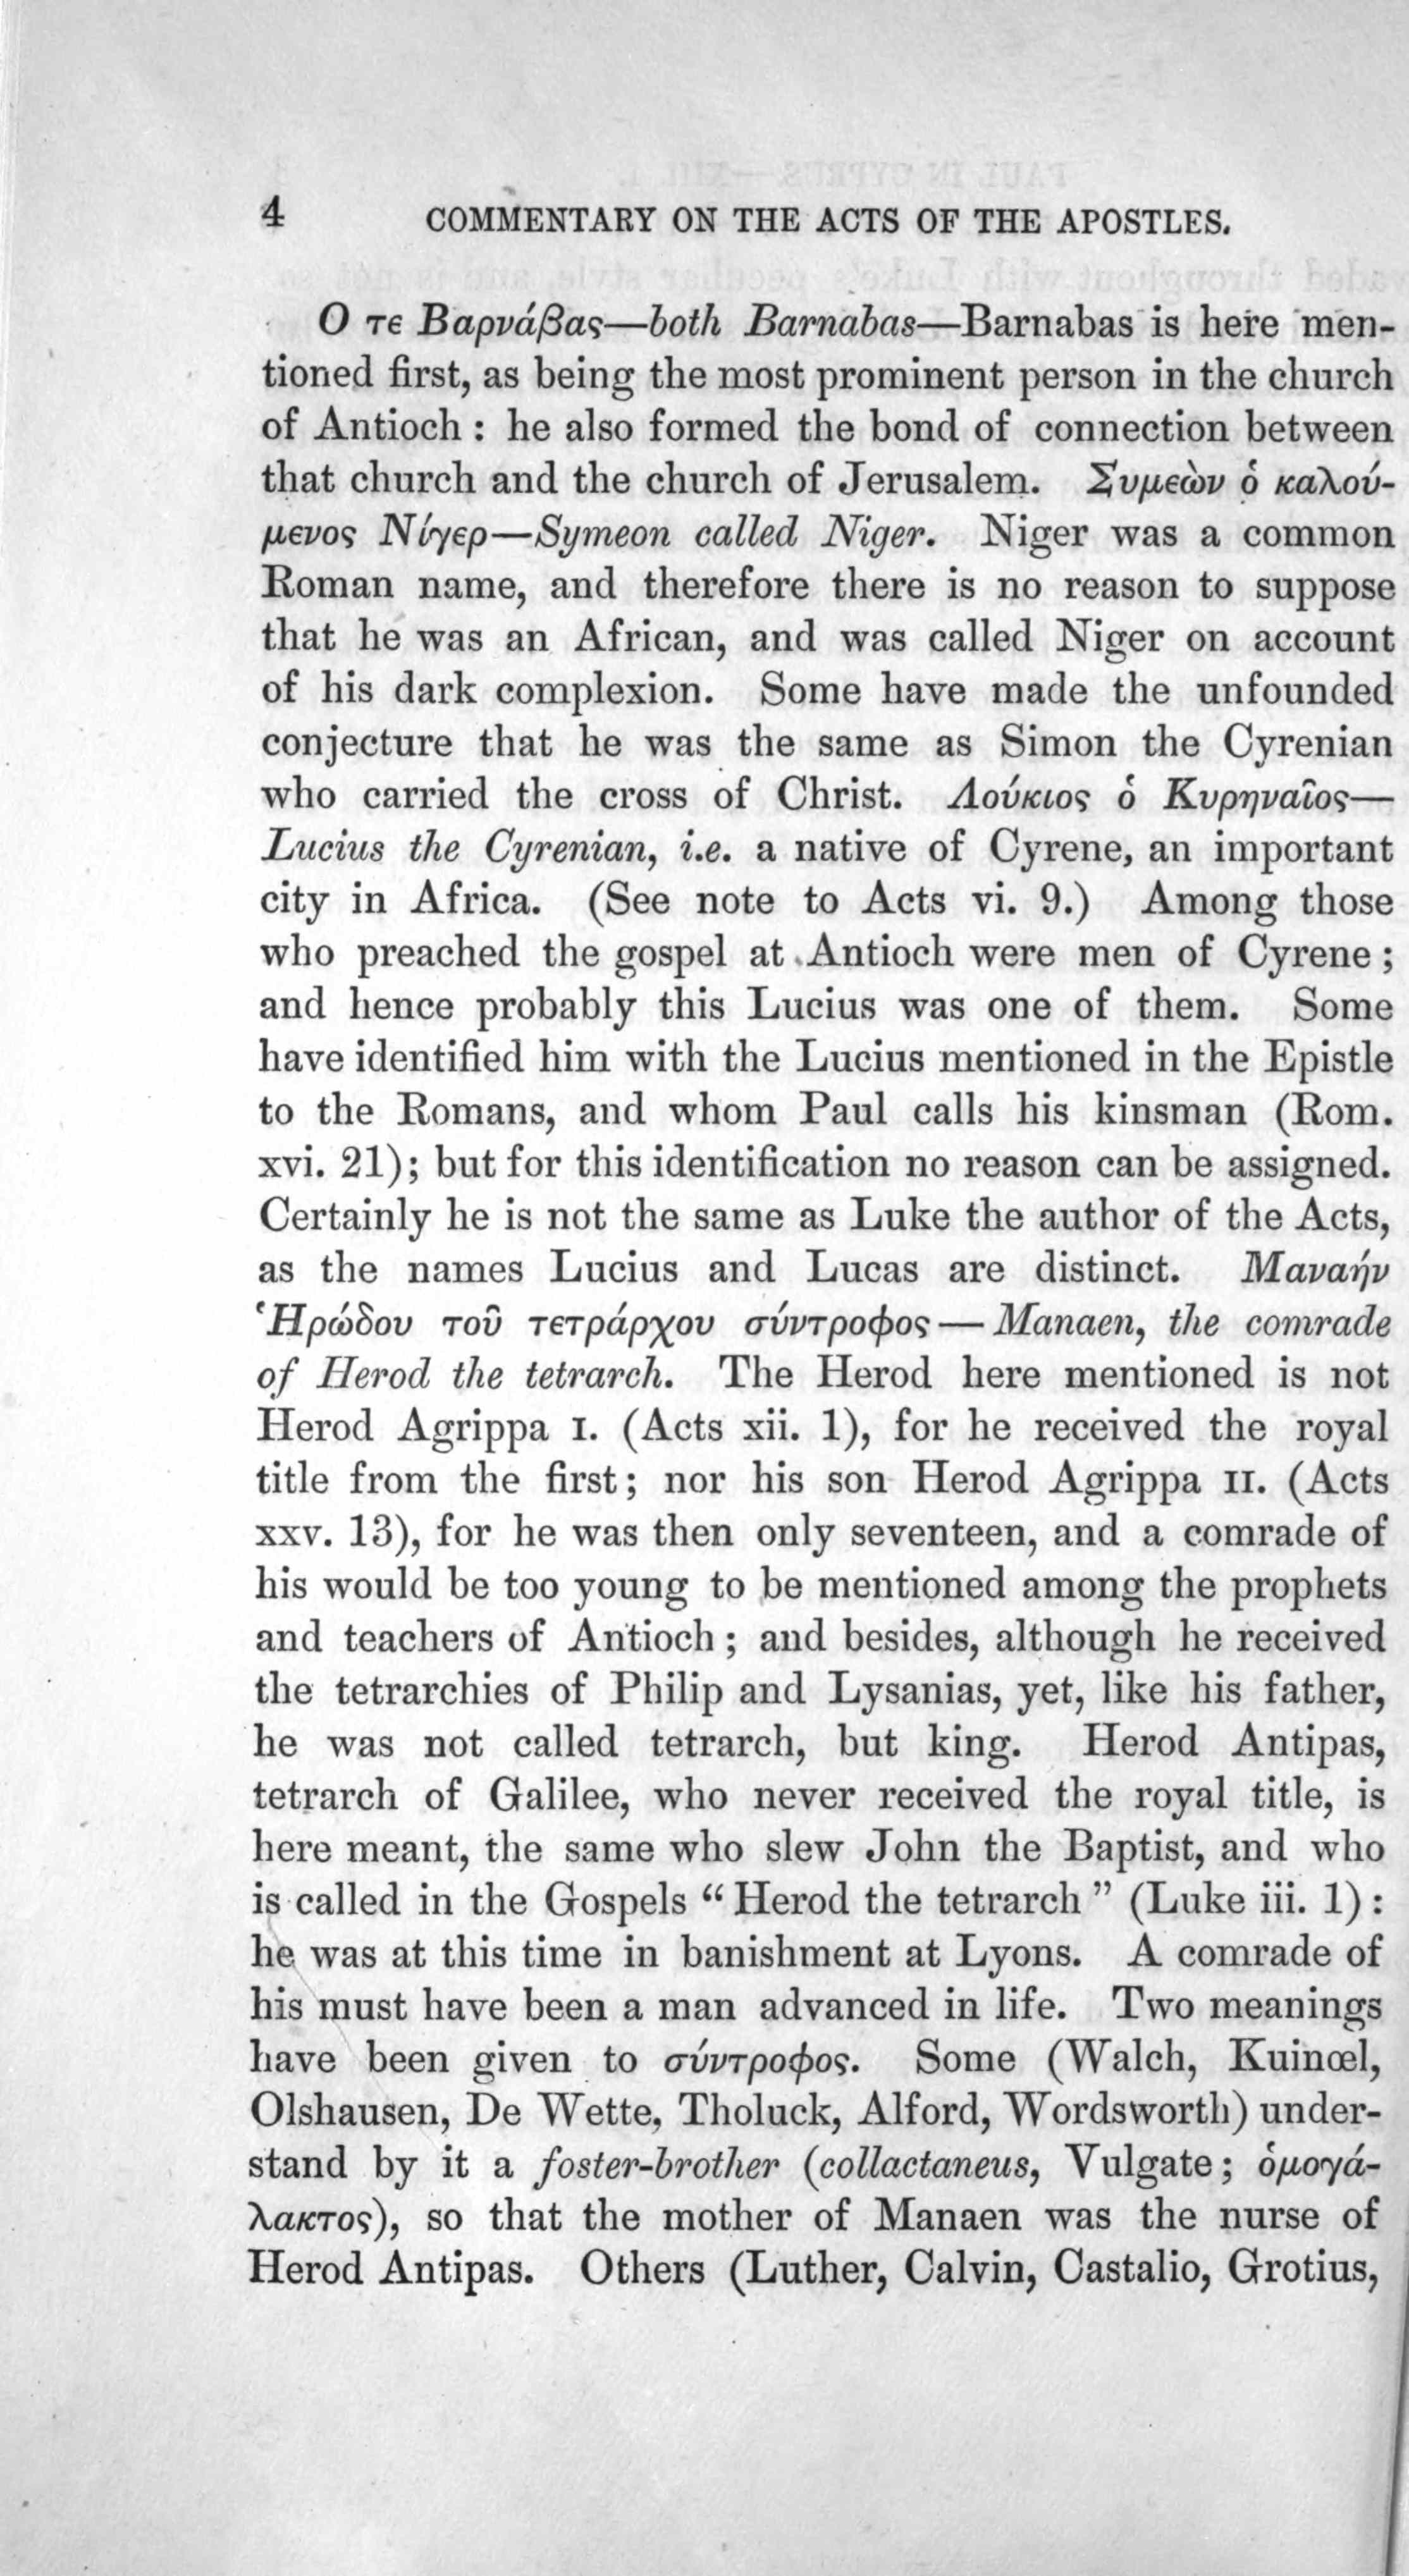 4 COMMENTARY ON THE ACTS OF THE APOSTLES.
Ο τε Βαρνάβας—both Barnabas—Barnabas is here men-
tioned first, as being the most prominent person in the church
of Antioch : he also formed the bond of connection between
that church and the church of Jerusalem. Συμεὼν ὁ καλού-
μενος Νίγερ—Symeon called Niger. Niger was a common
Roman name, and therefore there is no reason to suppose
that he was an African, and was called Niger on account
of his dark complexion. Some have made the unfounded
conjecture that he was the same as Simon the Cyrenian
who carried the cross of Christ. Λούκιος ὁ Κυρηναῖος—
Lucius the Cyrenian, i.e. a native of Cyrene, an important
city in Africa. (See note to Acts vi. 9.) Among those
who preached the gospel at Antioch were men of Cyrene ;
and hence probably this Lucius was one of them. Some
have identified him with the Lucius mentioned in the Epistle
to the Romans, and whom Paul calls his kinsman (Rom.
xvi. 21); but for this identification no reason can be assigned.
Certainly he is not the same as Luke the author of the Acts,
as the names Lucius and Lucas are distinct. Μαναήν
Ἡρώδου τοῦ τετράρχου σύντροφος—Manaen, the comrade
of Herod the tetrarch. The Herod here mentioned is not
Herod Agrippa I. (Acts xii. 1), for he received the royal
title from the first; nor his son Herod Agrippa II. (Acts
xxv. 13), for he was then only seventeen, and a comrade of
his would be too young to be mentioned among the prophets
and teachers of Antioch ; and besides, although he received
the tetrarchies of Philip and Lysanias, yet, like his father,
he was not called tetrarch, but king. Herod Antipas,
tetrarch of Galilee, who never received the royal title, is
here meant, the same who slew John the Baptist, and who
is called in the Gospels “ Herod the tetrarch ” (Luke iii. 1) :
he was at this time in banishment at Lyons. A comrade of
his must have been a man advanced in life. Two meanings
have been given to σύντροφος. Some (Walch, Kuinœl,
Olshausen, De Wette, Tholuck, Alford, Wordsworth) under-
stand by it a foster-brother (collactaneus, Vulgate ; ὁμογά-
λακτος), so that the mother of Manaen was the nurse of
Herod Antipas. Others (Luther, Calvin, Castalio, Grotius,